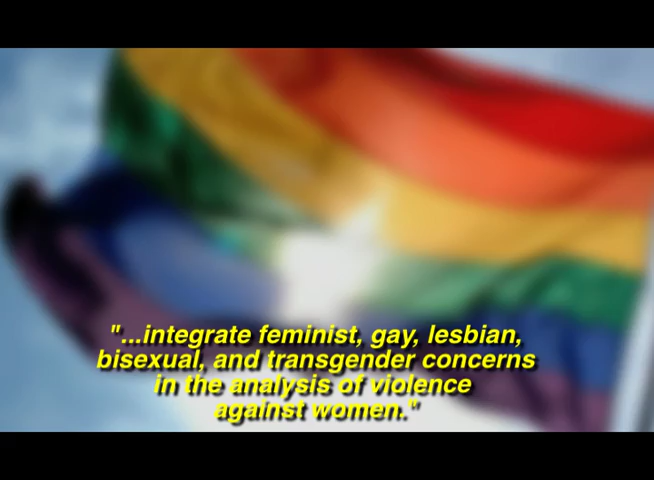 "...integrate feminist, gay, lesbian,
bisexual, and transgender concerns
in the analysis of violence
against women."